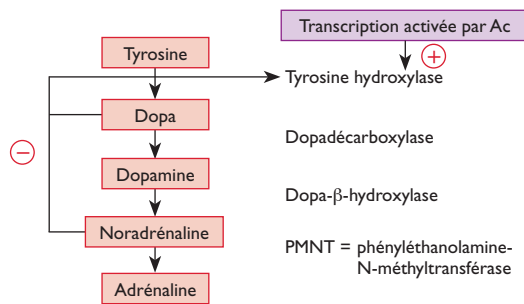 Transcription activée par Ac
+
Tyrosine
Tyrosine hydroxylase
Dopa
Dopadécarboxylase
−
Dopamine
Dopa-β-hydroxylase
Noradrénaline
PMNT = phényléthanolamine-
N-méthyltransférase
Adrénaline